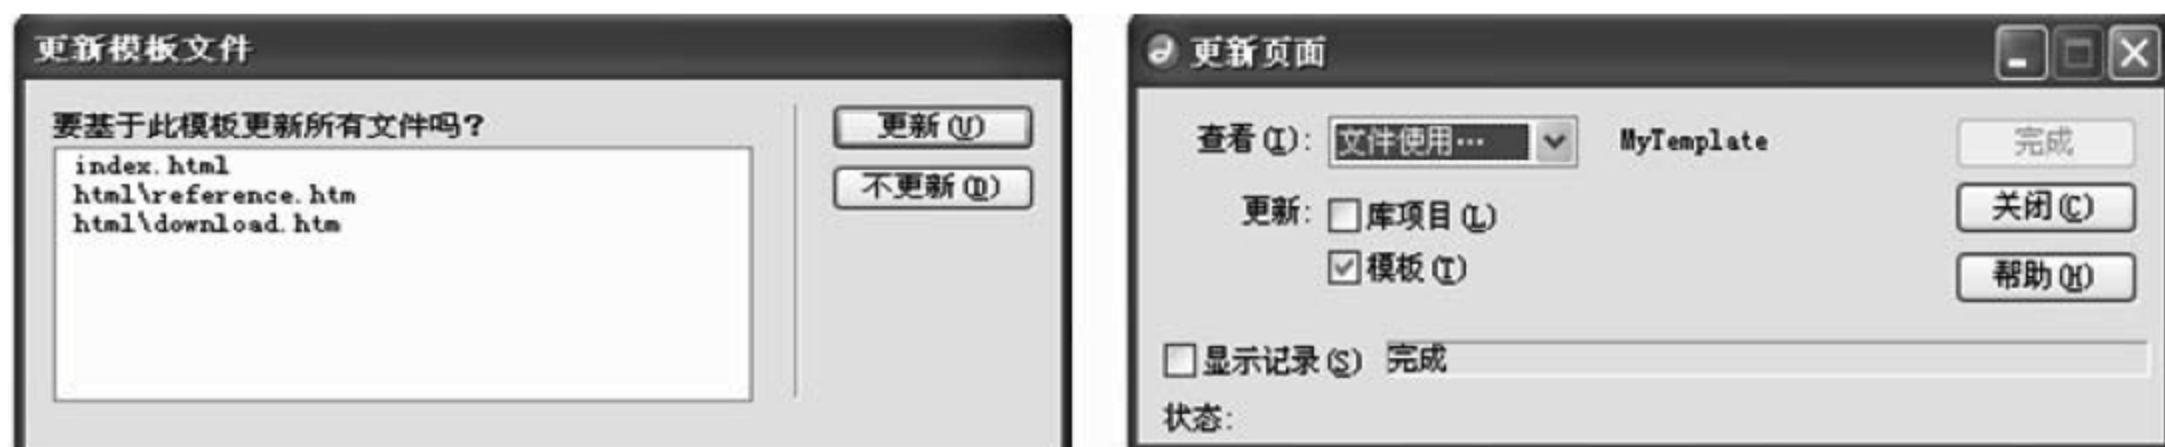 更新模板文件
要基于此模板更新所有文件吗?
index.html
html\reference.htm
html\download.htm
更新(U)
不更新(D)
更新页面
查看(I): 文件使用… MyTemplate
完成
更新: 库项目(L)
关闭(C)
模板(T)
帮助(H)
显示记录(S) 完成
状态: